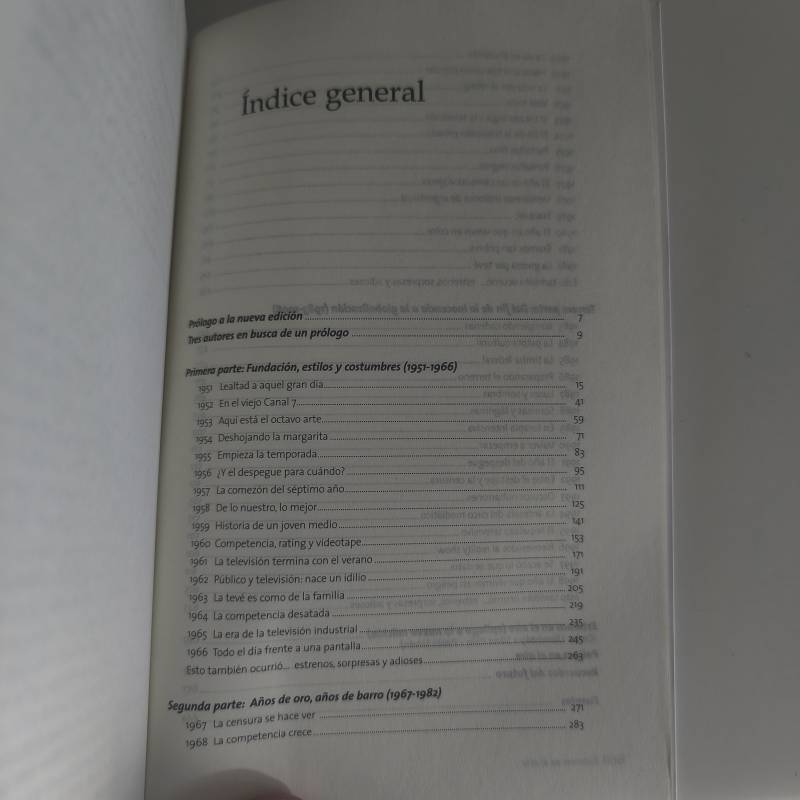 Índice general
Prólogo a la nueva edición 7
Tres autores en busca de un prólogo 9
Primera parte: Fundación, estilos y costumbres (1951-1966)
1951 Lealtad a aquel gran día 15
1952 En el viejo Canal 7 41
1953 Aquí está el octavo arte 59
1954 Deshojando la margarita 71
1955 Empieza la temporada 83
1956 ¿Y el despegue para cuándo? 95
1957 La comezón del séptimo año 111
1958 De lo nuestro, lo mejor 125
1959 Historia de un joven medio 141
1960 Competencia, rating y videotape 153
1961 La televisión termina con el verano 171
1962 Público y televisión: nace un idilio 191
1963 La tevé es como de la familia 205
1964 La competencia desatada 219
1965 La era de la televisión industrial 235
1966 Todo el día frente a una pantalla 245
Esto también ocurrió... estrenos, sorpresas y adioses 263
Segunda parte: Años de oro, años de barro (1967-1982)
1967 La censura se hace ver 271
1968 La competencia crece 283